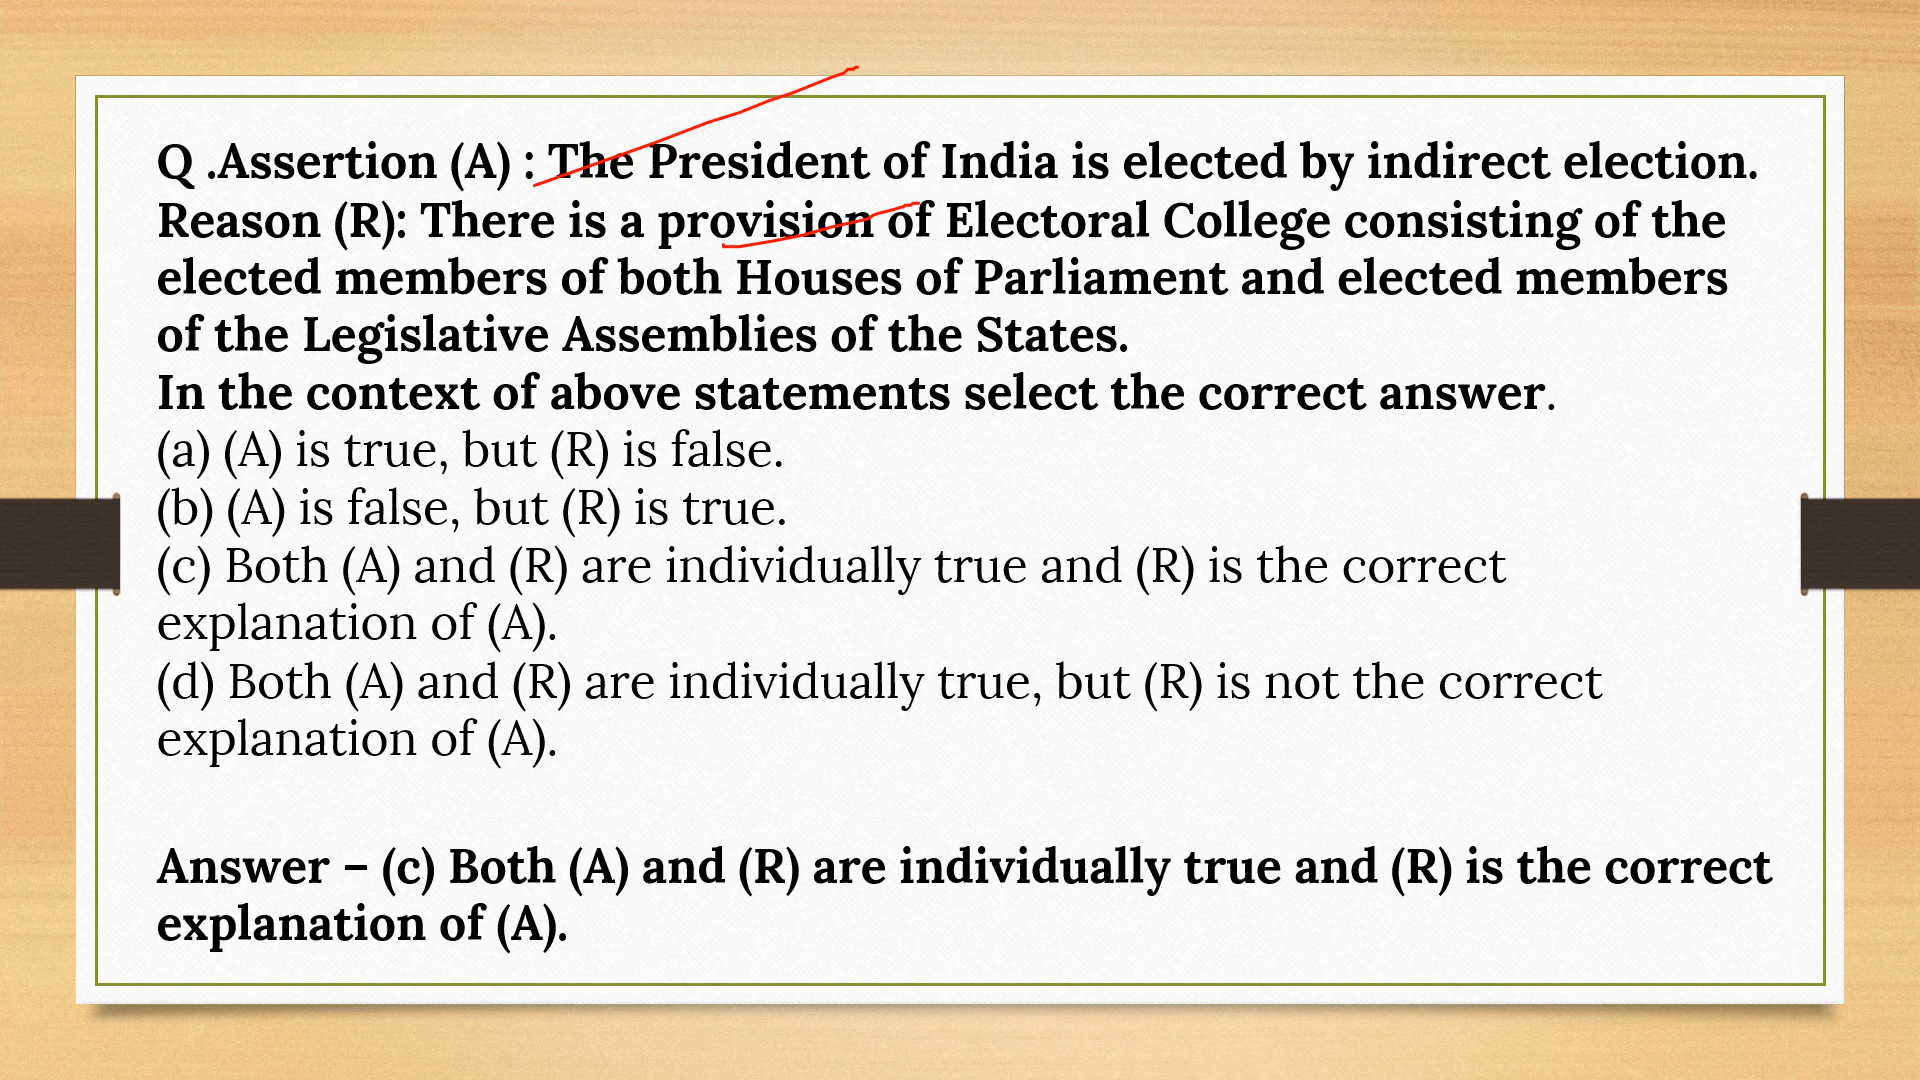 Q .Assertion (A) : The President of India is elected by indirect election.
Reason (R): There is a provision of Electoral College consisting of the
elected members of both Houses of Parliament and elected members
of the Legislative Assemblies of the States.
In the context of above statements select the correct answer.
(a) (A) is true, but (R) is false.
(b) (A) is false, but (R) is true.
(c) Both (A) and (R) are individually true and (R) is the correct
explanation of (A).
(d) Both (A) and (R) are individually true, but (R) is not the correct
explanation of (A).
Answer – (c) Both (A) and (R) are individually true and (R) is the correct
explanation of (A).